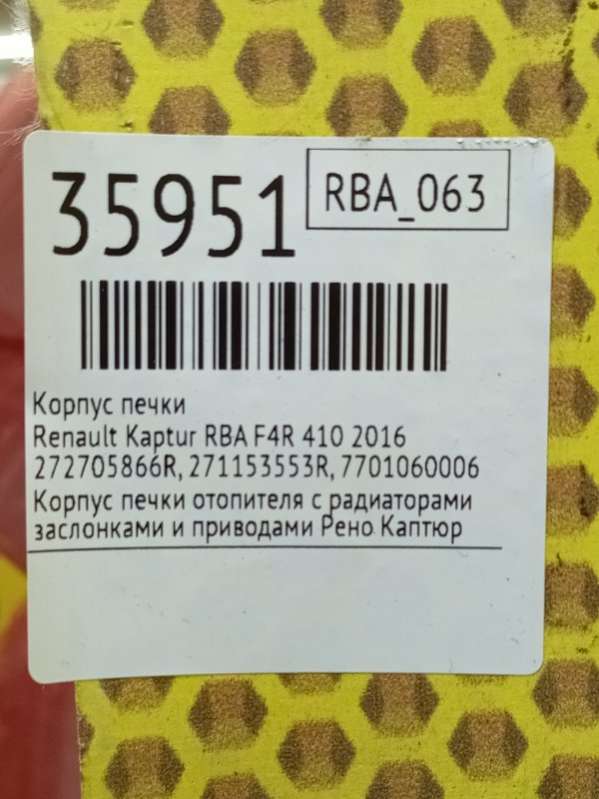 35951
RBA_063
Корпус печки
Renault Kaptur RBA F4R 410 2016
272705866R, 271153553R, 7701060006
Корпус печки отопителя с радиаторами
заслонками и приводами Рено Каптюр